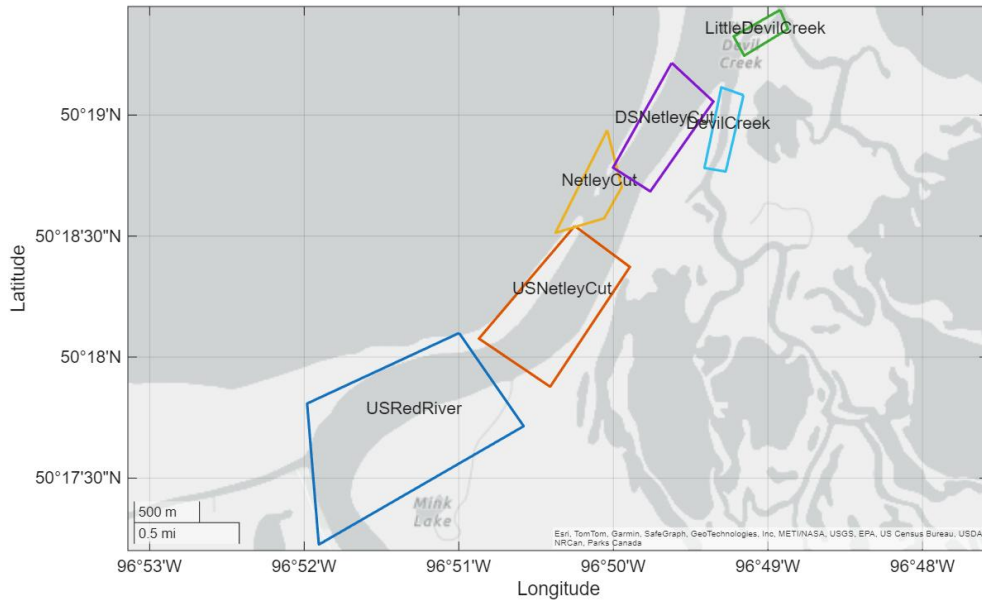 LittleDevilCreek
Devil
Creek
50°19'N
DSNetleyCut
DevilCreek
NetleyCut
50°18'30"N
USNetleyCut
Latitude
50°18'N
USRedRiver
50°17'30"N
Mink
Lake
500 m
0.5 mi
Esri, TomTom, Garmin, SafeGraph, GeoTechnologies, Inc, METI/NASA, USGS, EPA, US Census Bureau, USDA
NRCan, Parks Canada
96°53'W 96°52'W 96°51'W 96°50'W 96°49'W 96°48'W
Longitude